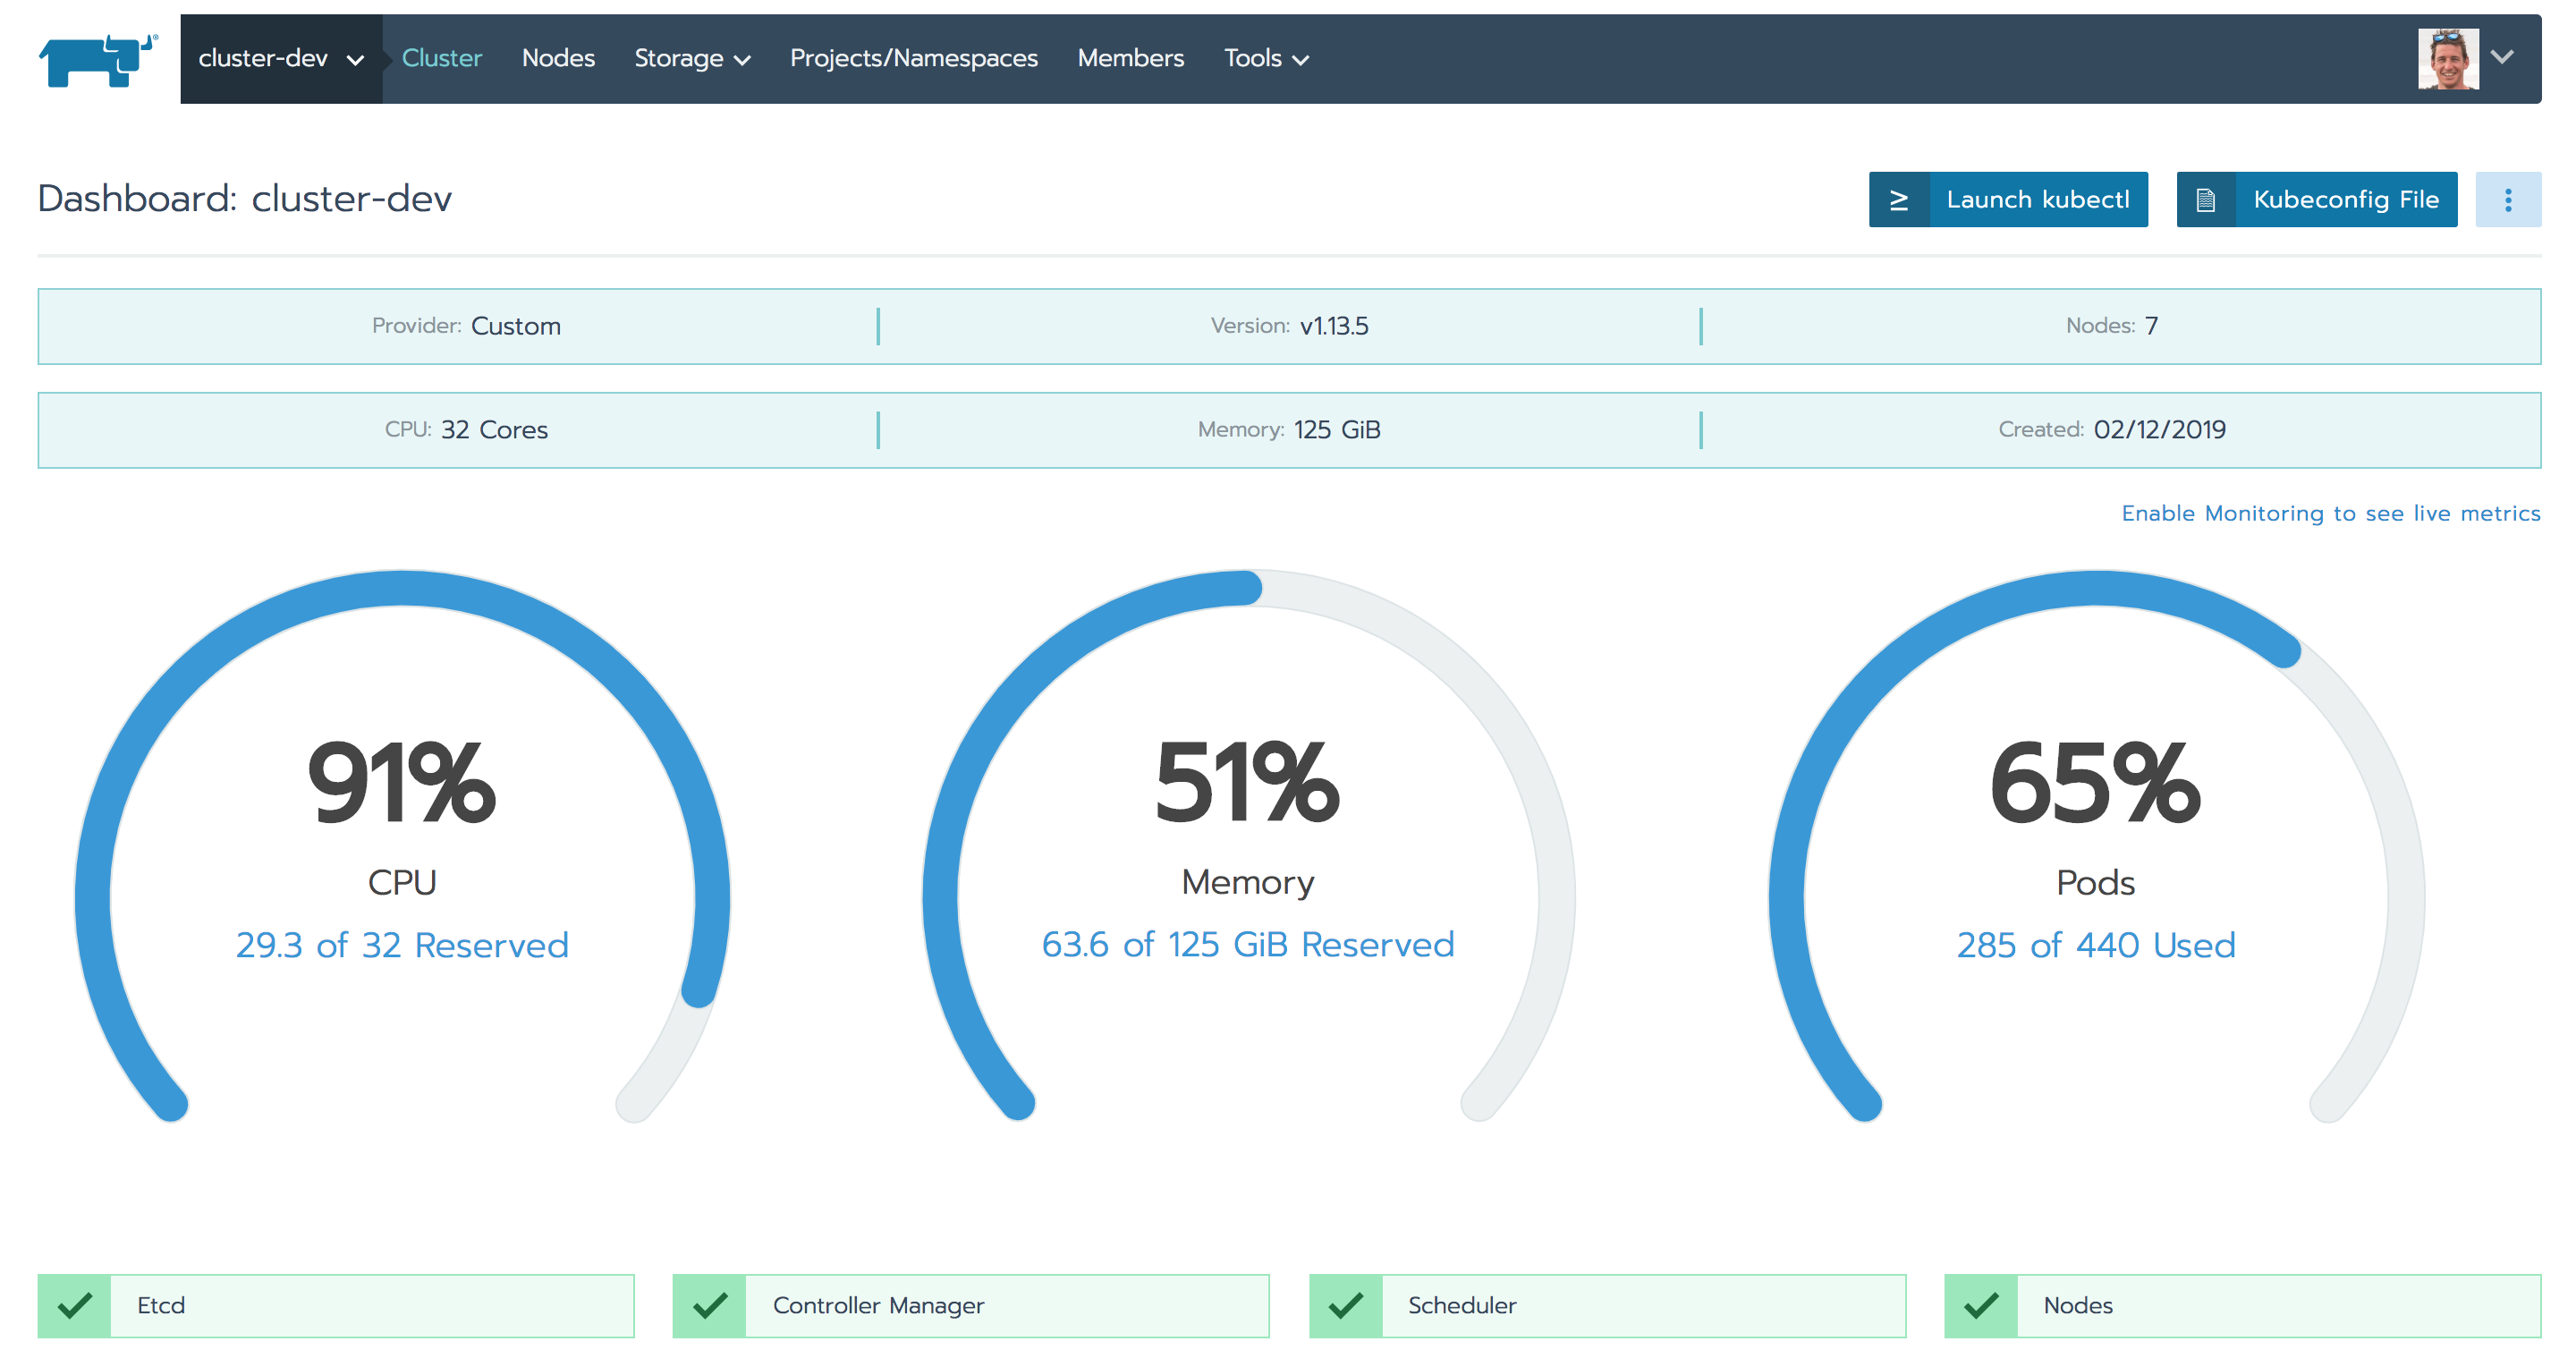 cluster-dev Cluster Nodes Storage Projects/Namespaces Members Tools
Dashboard: cluster-dev
Launch kubectl Kubeconfig File
Provider: Custom Version: v1.13.5 Nodes: 7
CPU: 32 Cores Memory: 125 GiB Created: 02/12/2019
Enable Monitoring to see live metrics
91% 51% 65%
CPU Memory Pods
29.3 of 32 Reserved 63.6 of 125 GiB Reserved 285 of 440 Used
Etcd Controller Manager Scheduler Nodes